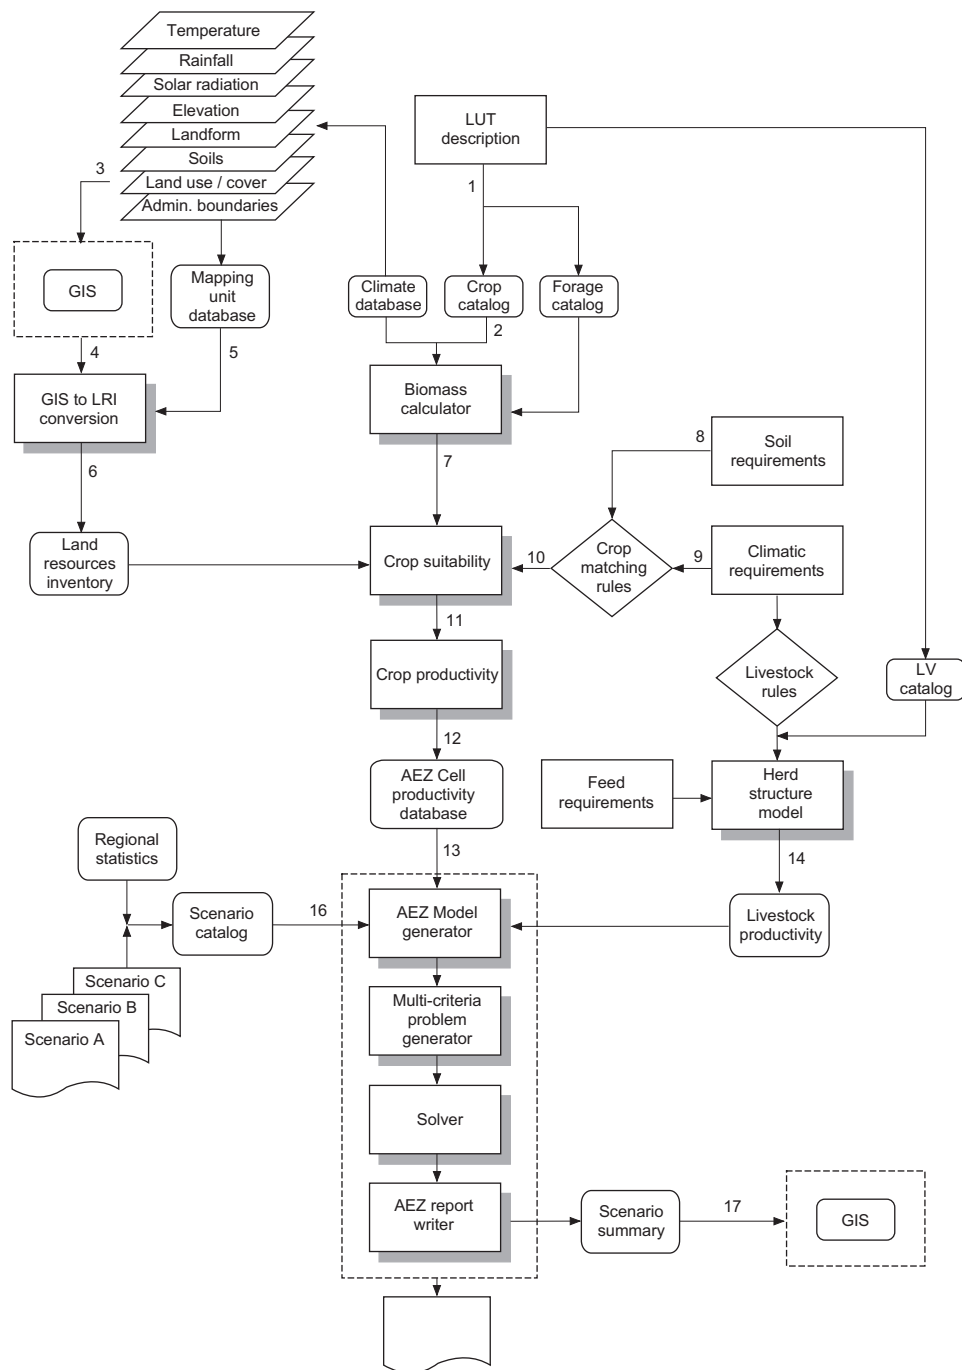 Temperature
Rainfall
Solar radiation
Elevation
Landform
Soils
Land use / cover
Admin. boundaries
LUT
description
3
1
GIS
Mapping
unit
database
Climate
database
Crop
catalog
Forage
catalog
4
5
2
GIS to LRI
conversion
Biomass
calculator
6
7
8
Soil
requirements
Land
resources
inventory
Crop suitability
10
Crop
matching
rules
9
Climatic
requirements
11
Crop productivity
Livestock
rules
LV
catalog
12
AEZ Cell
productivity
database
Feed
requirements
Herd
structure
model
Regional
statistics
13
14
Scenario
catalog
16
AEZ Model
generator
Livestock
productivity
Scenario C
Scenario B
Scenario A
Multi-criteria
problem
generator
Solver
AEZ report
writer
Scenario
summary
17
GIS